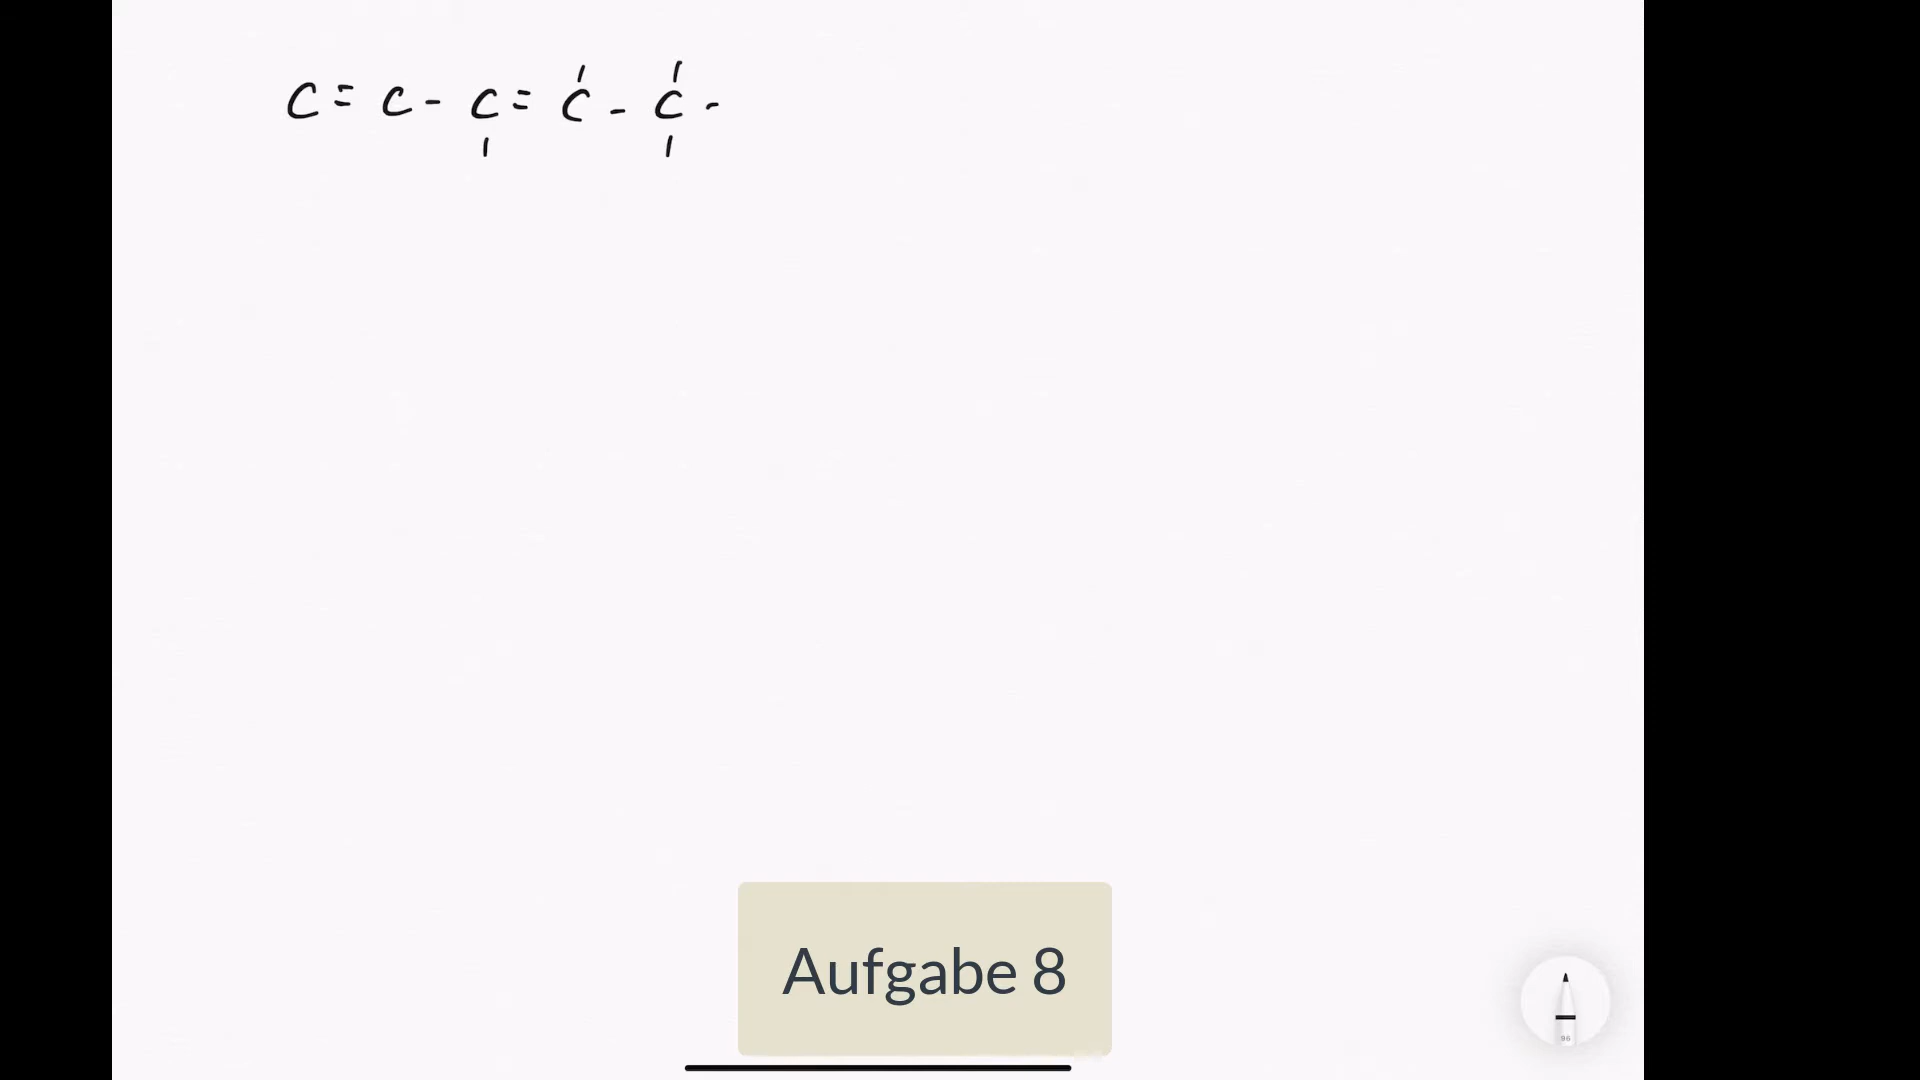 C = C - C = C - C -
Aufgabe 8